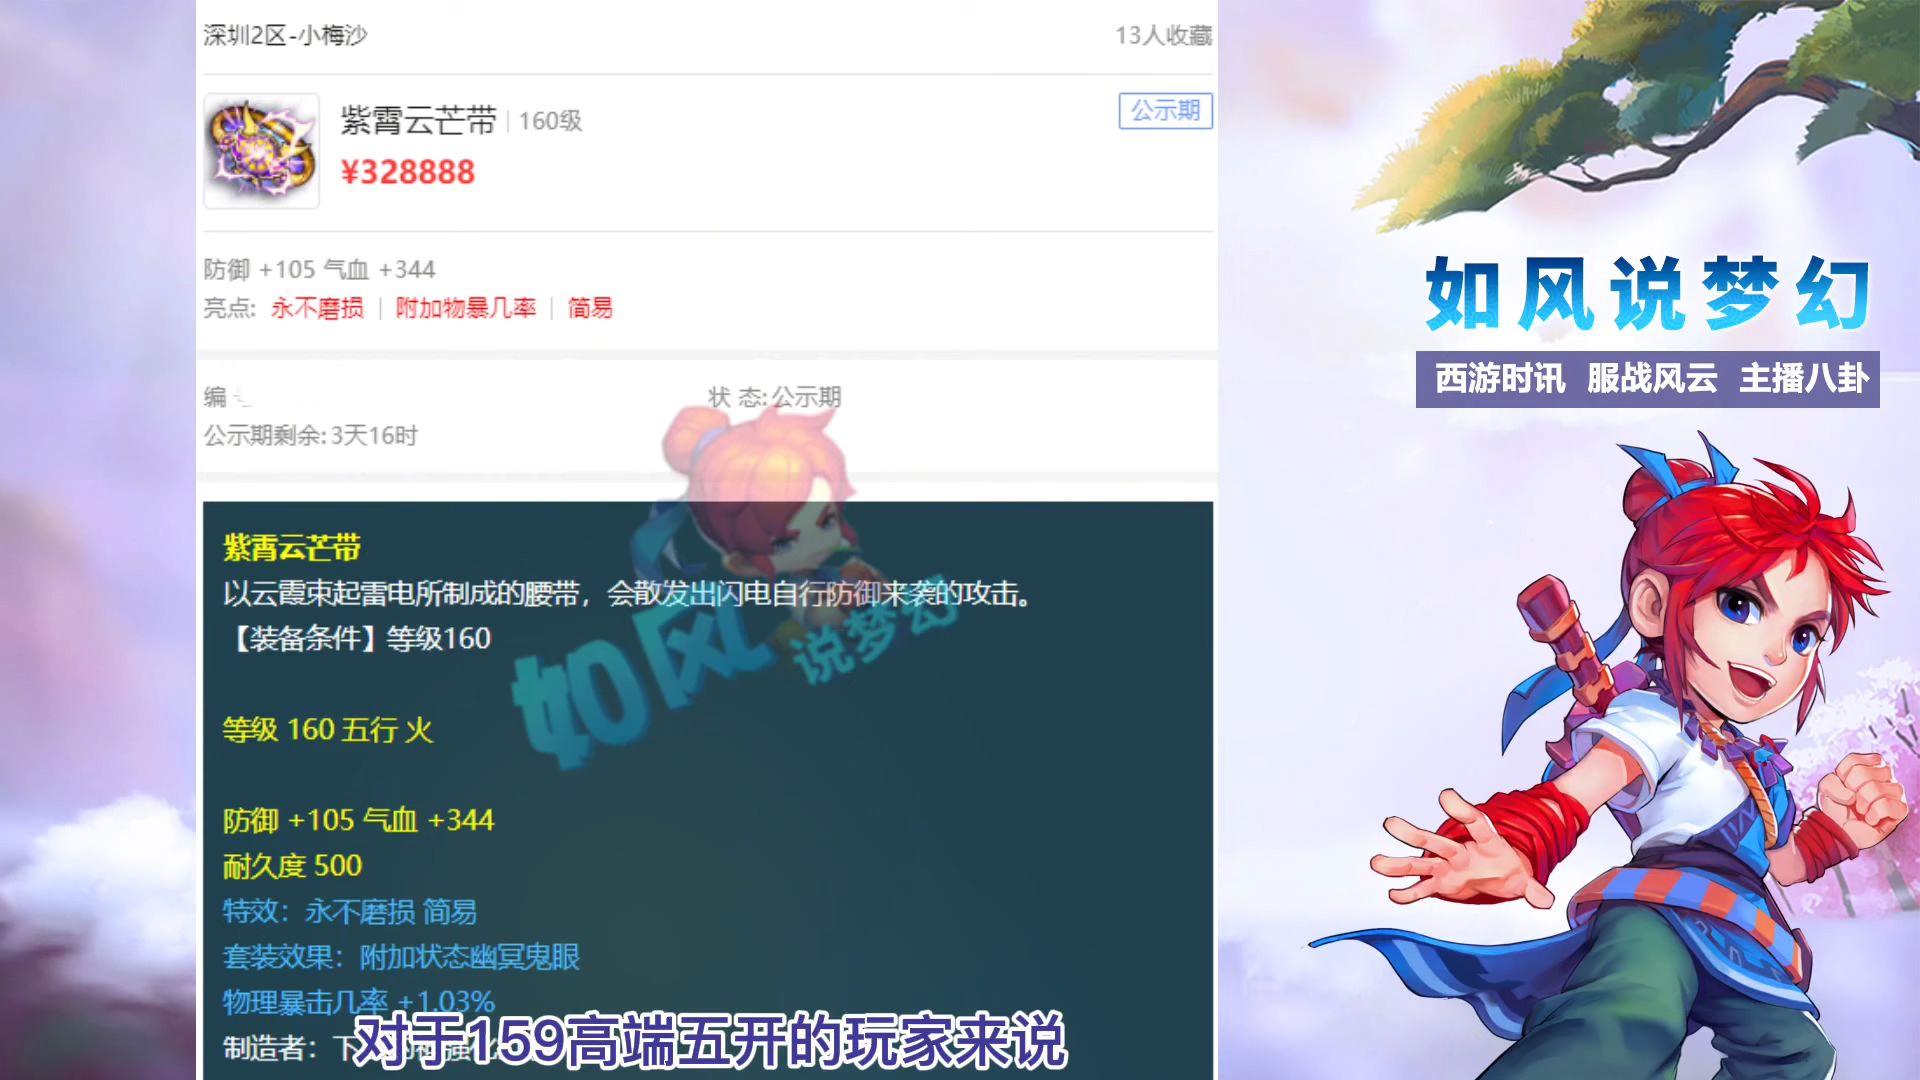 深圳2区-小梅沙
13人收藏
紫霄云芒带 160级
公示期
¥328888
防御 +105 气血 +344
亮点: 永不磨损 附加物暴几率 简易
编
状 态: 公示期
公示期剩余: 3天16时
紫霄云芒带
以云霞束起雷电所制成的腰带，会散发出闪电自行防御来袭的攻击。
【装备条件】等级160
等级 160 五行 火
防御 +105 气血 +344
耐久度 500
特效：永不磨损 简易
套装效果：附加状态幽冥鬼眼
物理暴击几率 +1.03%
制造者：
对于159高端五开的玩家来说
如风说梦幻
如风说梦幻
西游时讯 服战风云 主播八卦